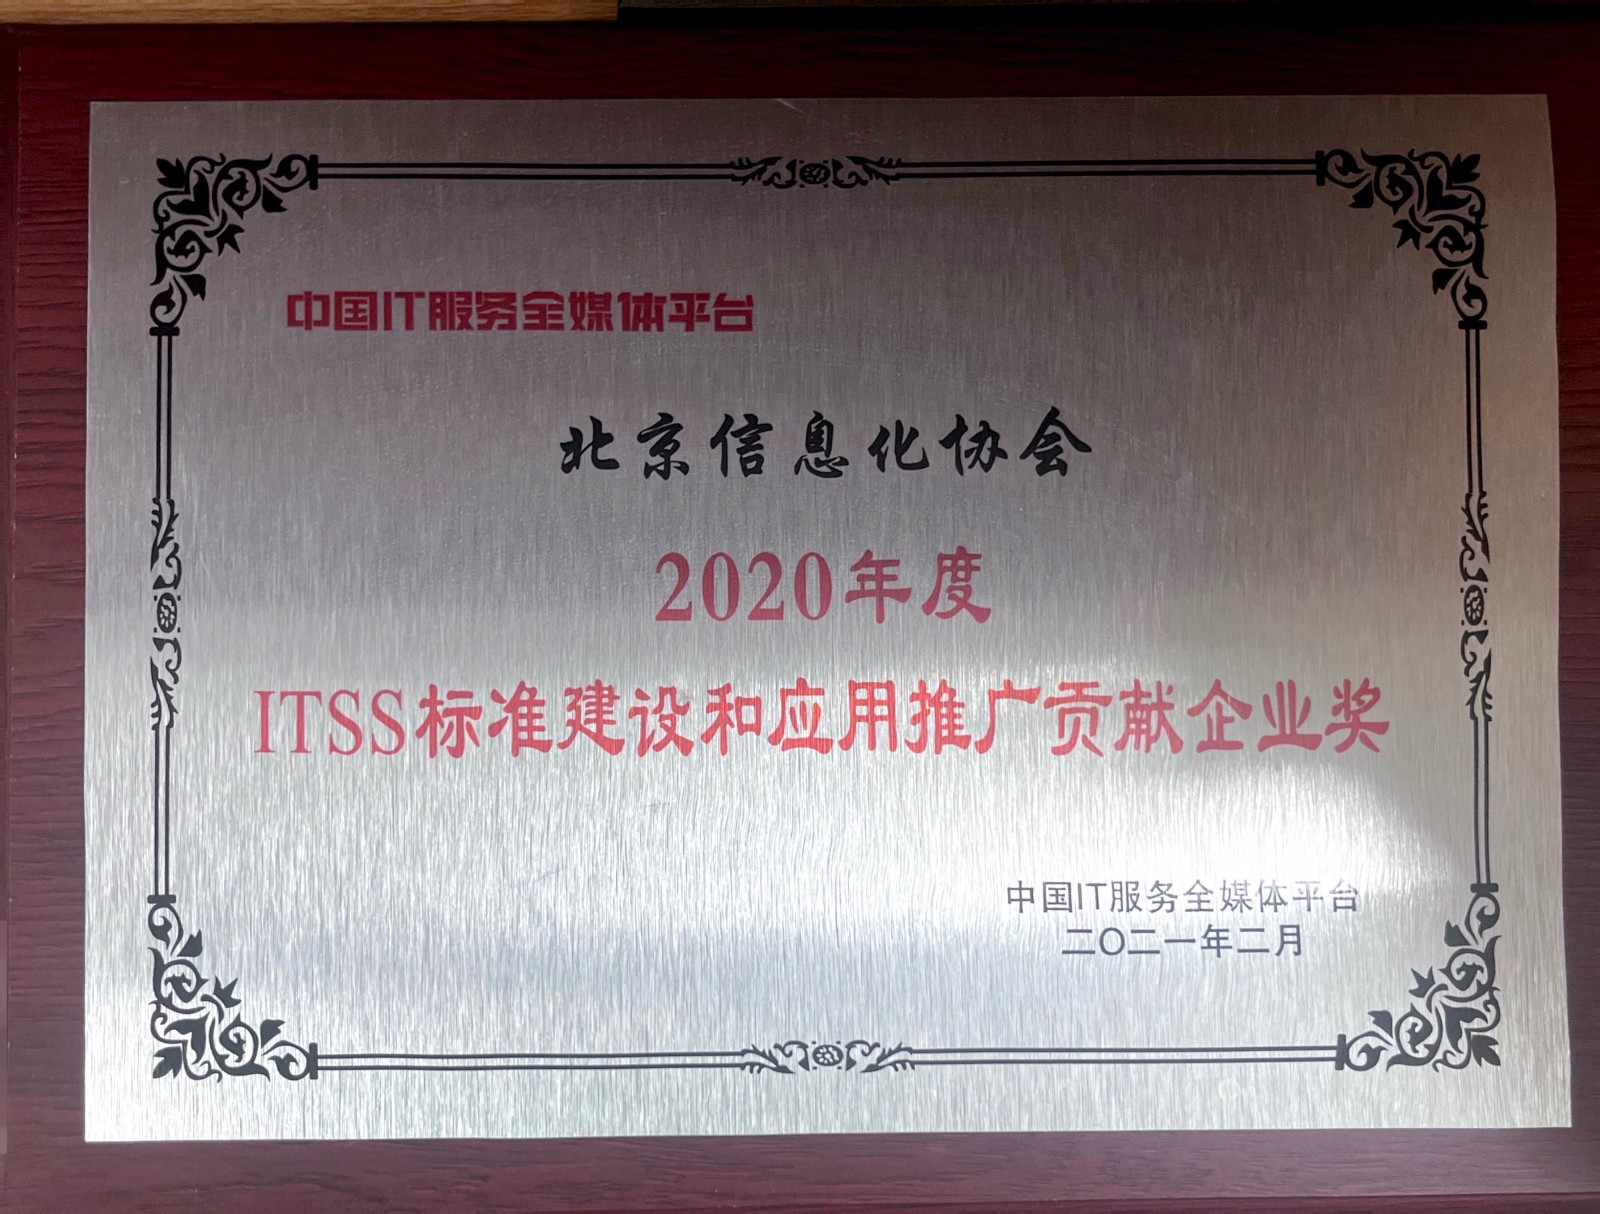 中国IT服务全媒体平台
北京信息化协会
2020年度
ITSS标准建设和应用推广贡献企业奖
中国IT服务全媒体平台
二〇二一年二月